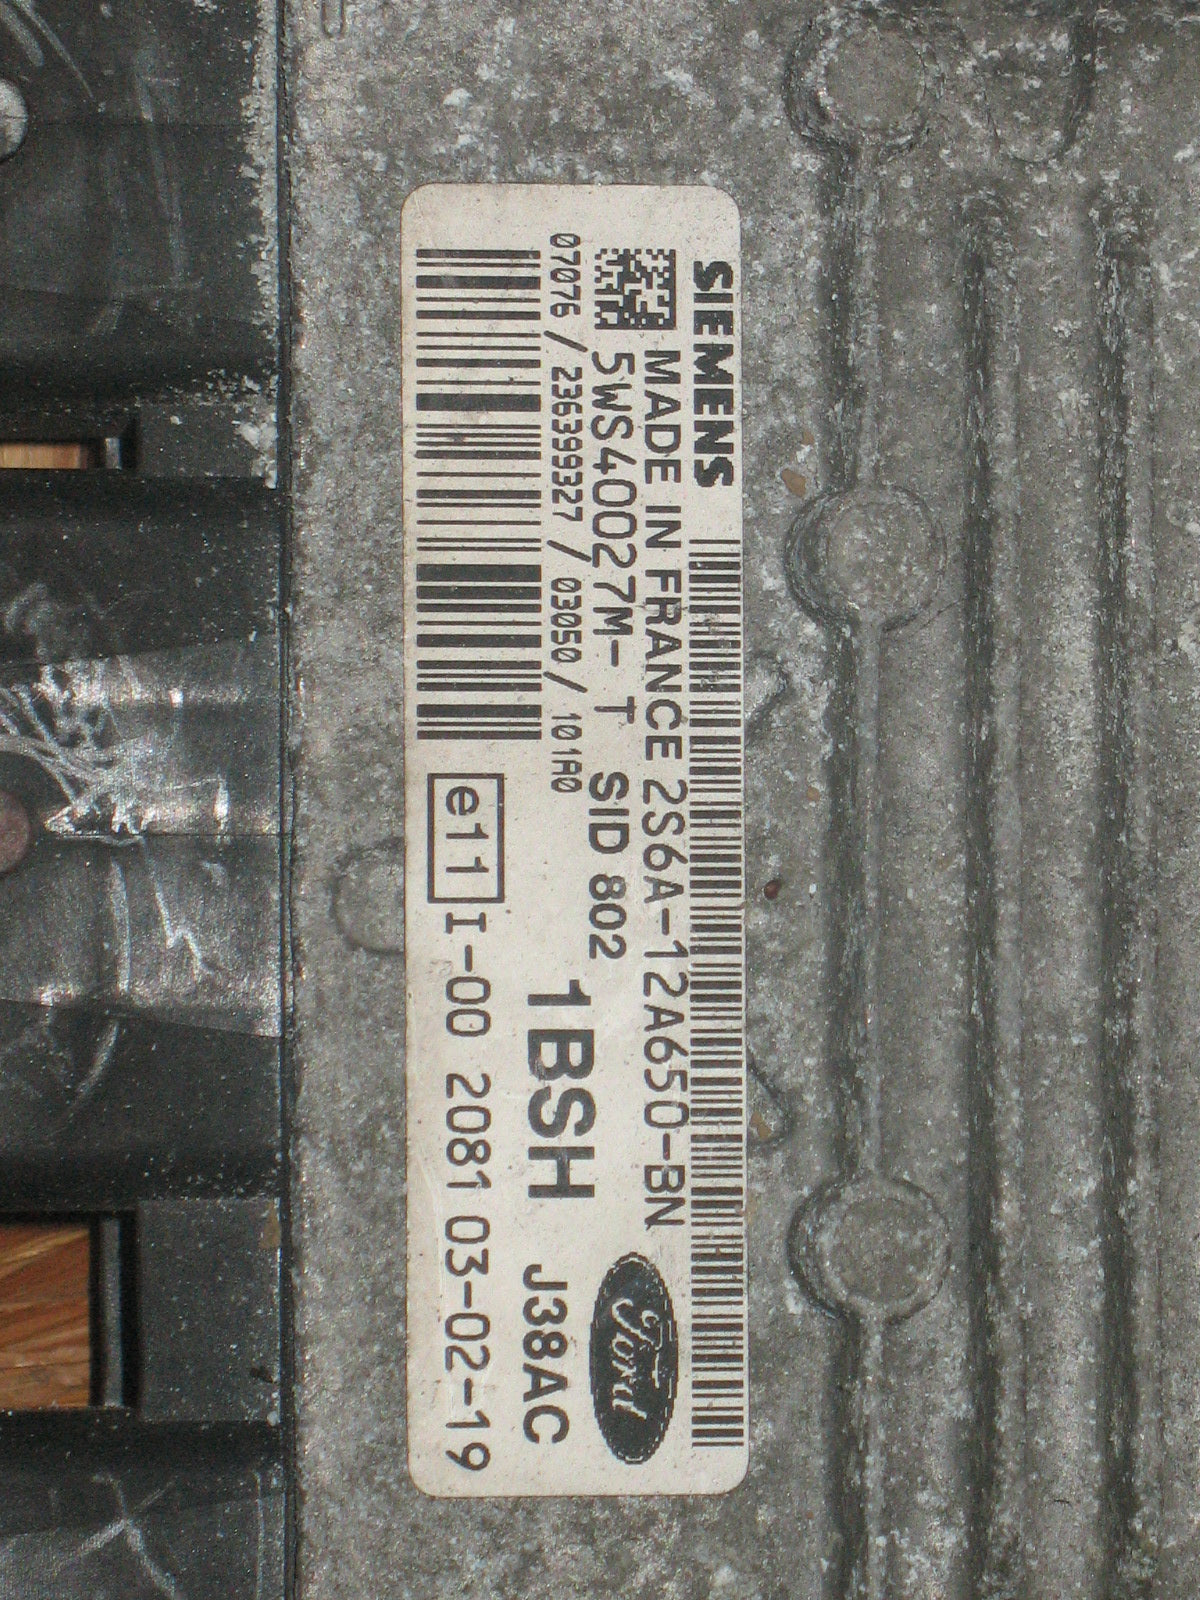 SIEMENS
MADE IN FRANCE 2S6A-12A650-BN
5WS40027M- T SID 802
Ford
07076 / 23639327 / 03050 / 101A0
1BSH J38AC
e11 I-00 2081 03-02-19